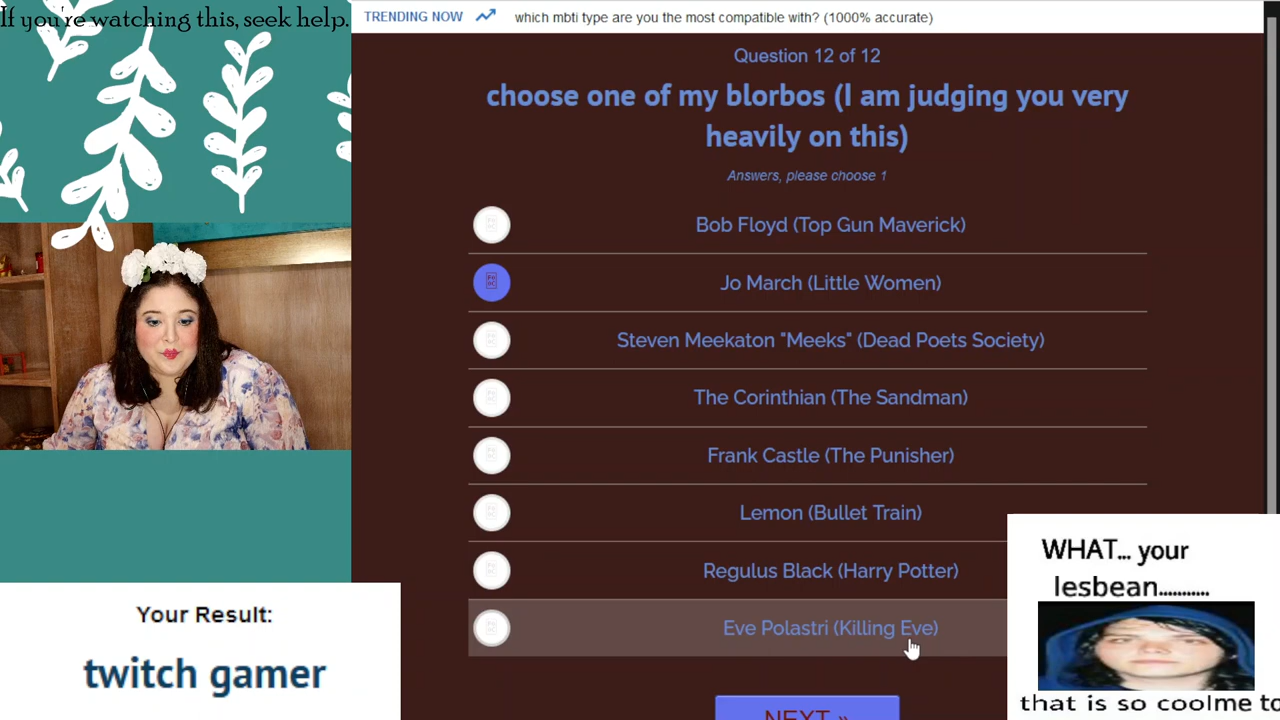 If you're watching this, seek help.
TRENDING NOW which mbti type are you the most compatible with? (1000% accurate)
Question 12 of 12
choose one of my blorbos (I am judging you very
heavily on this)
Answers, please choose 1
Bob Floyd (Top Gun Maverick)
Jo March (Little Women)
Steven Meekaton "Meeks" (Dead Poets Society)
The Corinthian (The Sandman)
Frank Castle (The Punisher)
Lemon (Bullet Train)
Regulus Black (Harry Potter)
Eve Polastri (Killing Eve)
NEXT »
Your Result:
twitch gamer
WHAT... your
lesbean...........
that is so coolme to